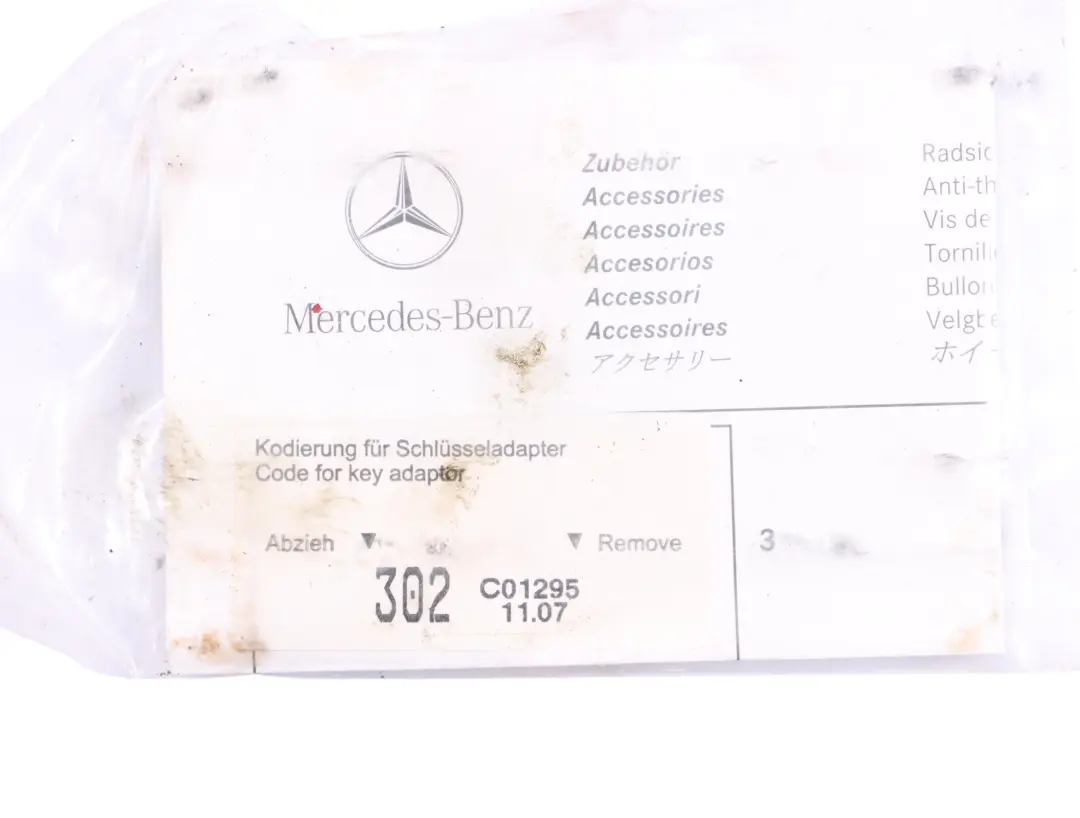 Zubehör
Accessories
Accessoires
Accesorios
Accessori
Accessoires
アクセサリー
Radsic
Anti-th
Vis de
Tornill
Bullon
Velgbe
ホイー
Mercedes-Benz
Kodierung für Schlüsseladapter
Code for key adaptor
Abzieh ▼ ▼ Remove
302 C01295
11.07
3